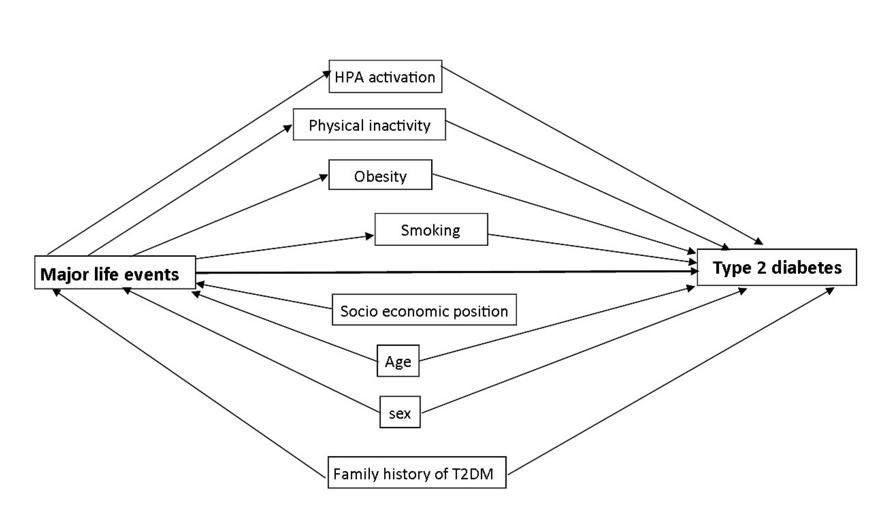 HPA activation
Physical inactivity
Obesity
Smoking
Major life events
Type 2 diabetes
Socio economic position
Age
sex
Family history of T2DM